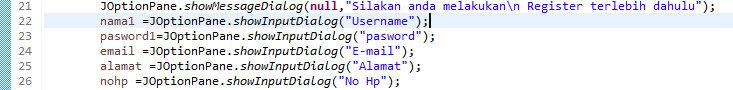 21 JOptionPane.showMessageDialog(null,"Silakan anda melakukan\n Register terlebih dahulu");
22 nama1 =JOptionPane.showInputDialog("Username");
23 pasword1=JOptionPane.showInputDialog("pasword");
24 email =JOptionPane.showInputDialog("E-mail");
25 alamat =JOptionPane.showInputDialog("Alamat");
26 nohp =JOptionPane.showInputDialog("No Hp");